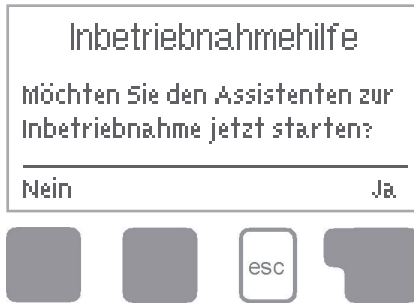 Inbetriebnahmehilfe
Möchten Sie den Assistenten zur
Inbetriebnahme jetzt starten?
Nein Ja
esc